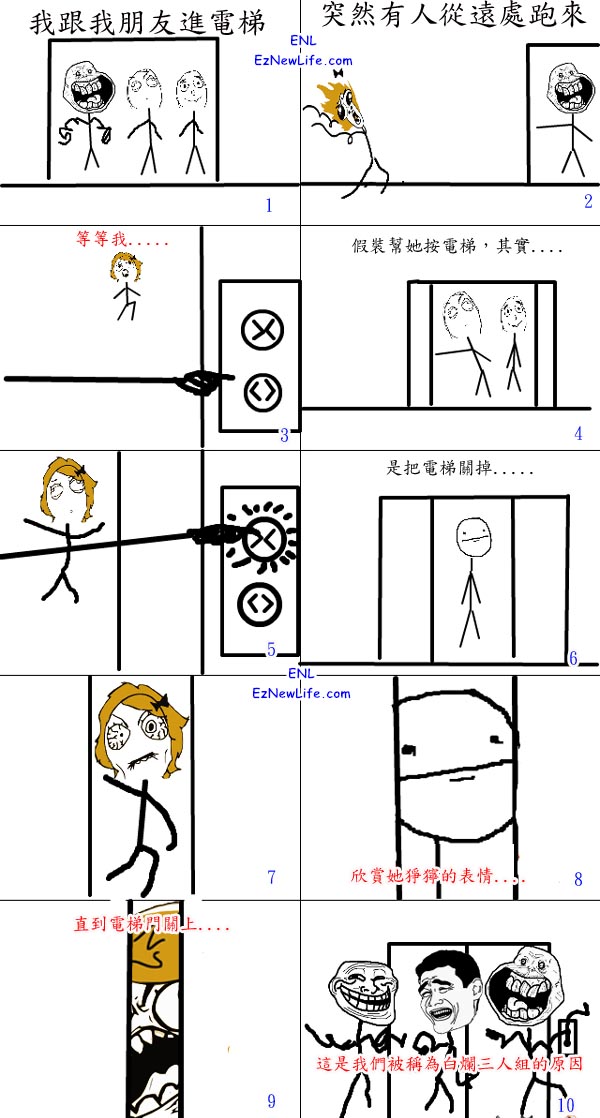 我跟我朋友進電梯
突然有人從遠處跑來
ENL
EzNewLife.com
1
2
等等我.....
3
假裝幫她按電梯，其實....
4
5
是把電梯關掉.....
6
ENL
EzNewLife.com
7
欣賞她猙獰的表情....
8
直到電梯門關上....
9
這是我們被稱為白爛三人組的原因
10